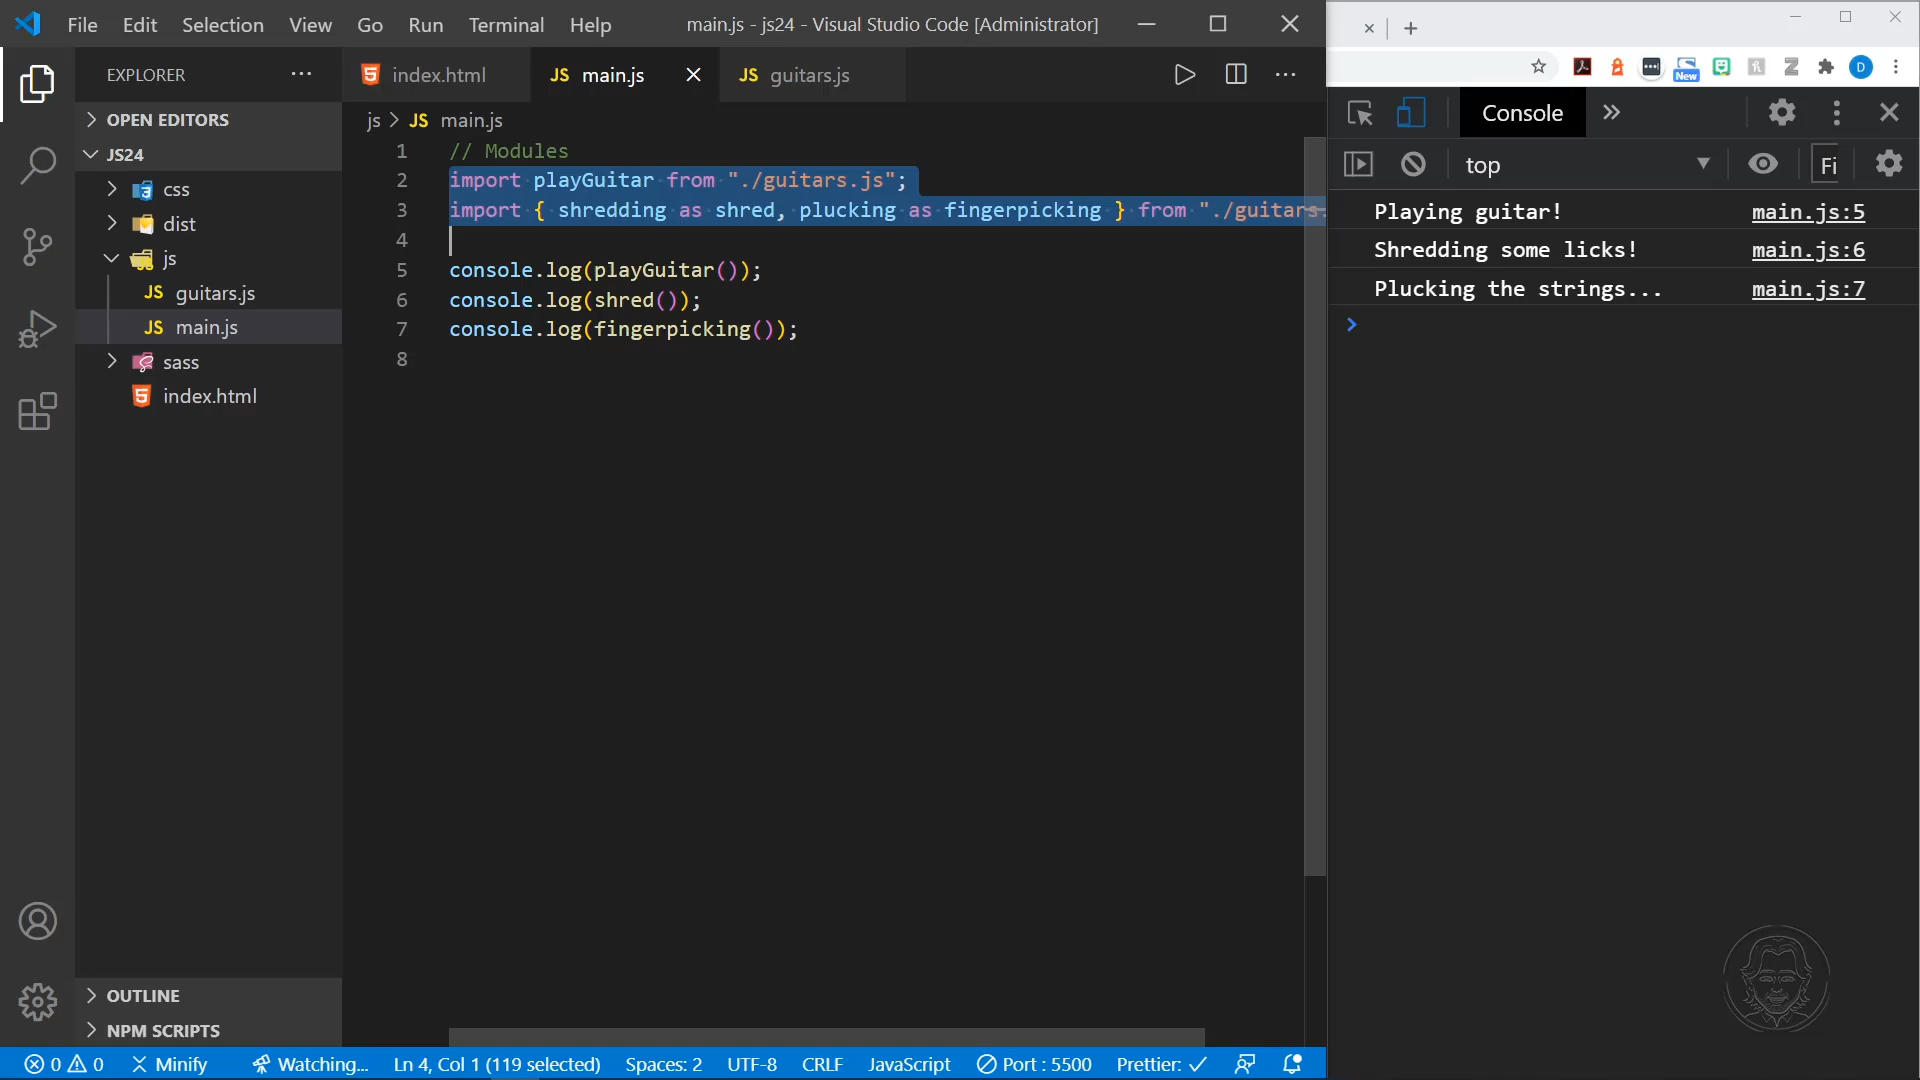 File Edit Selection View Go Run Terminal Help
main.js - js24 - Visual Studio Code [Administrator]
EXPLORER
index.html
JS main.js
JS guitars.js
OPEN EDITORS
JS24
css
dist
js
JS guitars.js
JS main.js
sass
index.html
js > JS main.js
1 // Modules
2 import playGuitar from "./guitars.js";
3 import { shredding as shred, plucking as fingerpicking } from "./guitars.
4
5 console.log(playGuitar());
6 console.log(shred());
7 console.log(fingerpicking());
8
OUTLINE
NPM SCRIPTS
0 0 Minify Watching... Ln 4, Col 1 (119 selected) Spaces: 2 UTF-8 CRLF JavaScript Port : 5500 Prettier: ✓
New
D
Console
top
Fi
Playing guitar! main.js:5
Shredding some licks! main.js:6
Plucking the strings... main.js:7